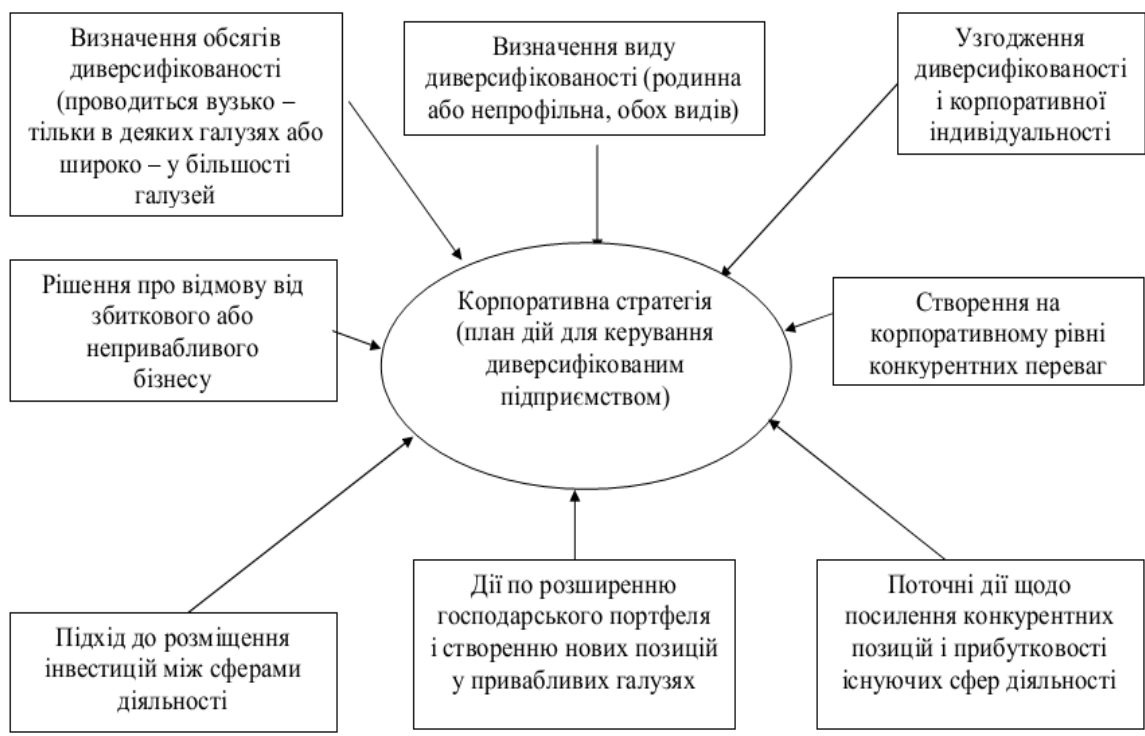 Визначення обсягів
диверсифікованості
(проводиться вузько –
тільки в деяких галузях або
широко – у більшості
галузей
Визначення виду
диверсифікованості (родинна
або непрофільна, обох видів)
Узгодження
диверсифікованості
і корпоративної
індивідуальності
Рішення про відмову від
збиткового або
непривабливого
бізнесу
Корпоративна стратегія
(план дій для керування
диверсифікованим
підприємством)
Створення на
корпоративному рівні
конкурентних переваг
Підхід до розміщення
інвестицій між сферами
діяльності
Дії по розширенню
господарського портфеля
і створенню нових позицій
у привабливих галузях
Поточні дії щодо
посилення конкурентних
позицій і прибутковості
існуючих сфер діяльності